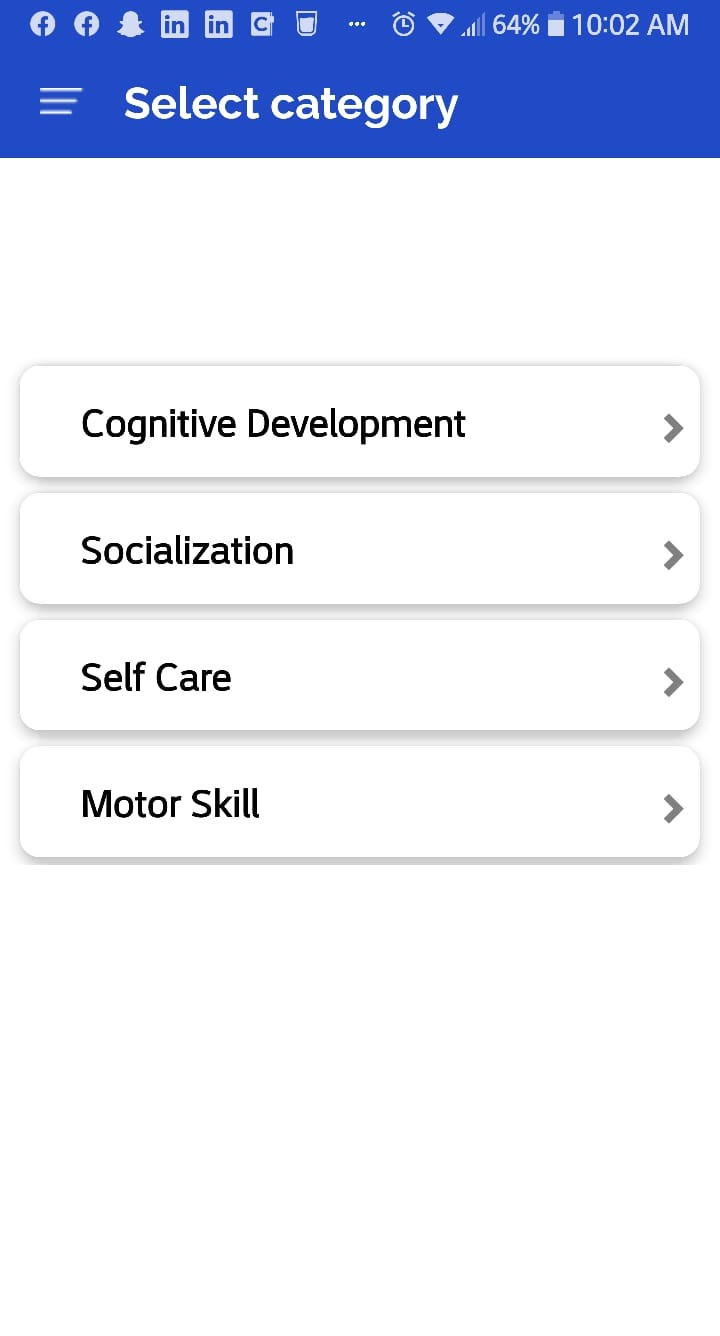 64% 10:02 AM
Select category
Cognitive Development
Socialization
Self Care
Motor Skill